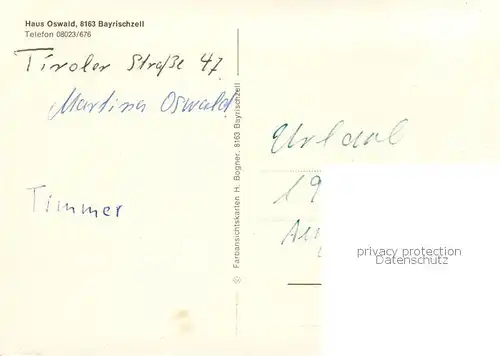 Haus Oswald, 8163 Bayrischzell
Telefon 08023/676
Tiroler Straße 47
Martina Oswald
Timmer
© Farbansichtskarten H. Bogner, 8163 Bayrischzell
Urlaub
19
privacy protection
Datenschutz